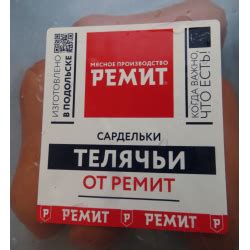 ИЗГОТОВЛЕНО
В ПОДОЛЬСКЕ
МЯСНОЕ ПРОИЗВОДСТВО
РЕМИТ
КОГДА ВАЖНО,
ЧТО ЕСТЬ!
САРДЕЛЬКИ
ТЕЛЯЧЬИ
ОТ РЕМИТ
Р РЕМИТ Р РЕМИТ Р